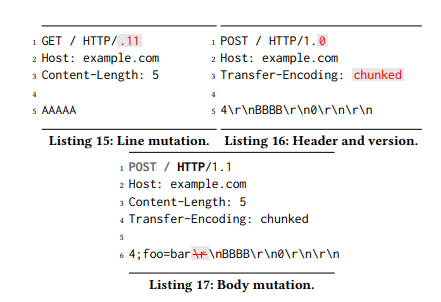 1 GET / HTTP/.11
2 Host: example.com
3 Content-Length: 5
4
5 AAAAA
Listing 15: Line mutation.
1 POST / HTTP/1.0
2 Host: example.com
3 Transfer-Encoding: chunked
4
5 4\r\nBBBB\r\n0\r\n\r\n
Listing 16: Header and version.
1 POST / HTTP/1.1
2 Host: example.com
3 Content-Length: 5
4 Transfer-Encoding: chunked
5
6 4;foo=bar\r\nBBBB\r\n0\r\n\r\n
Listing 17: Body mutation.